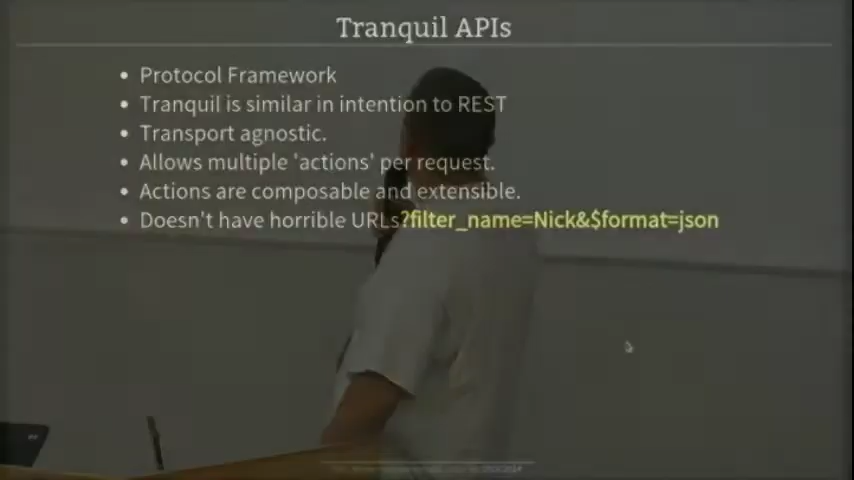 Tranquil APIs
Protocol Framework
Tranquil is similar in intention to REST
Transport agnostic.
Allows multiple 'actions' per request.
Actions are composable and extensible.
Doesn't have horrible URLs?filter_name=Nick&$format=json